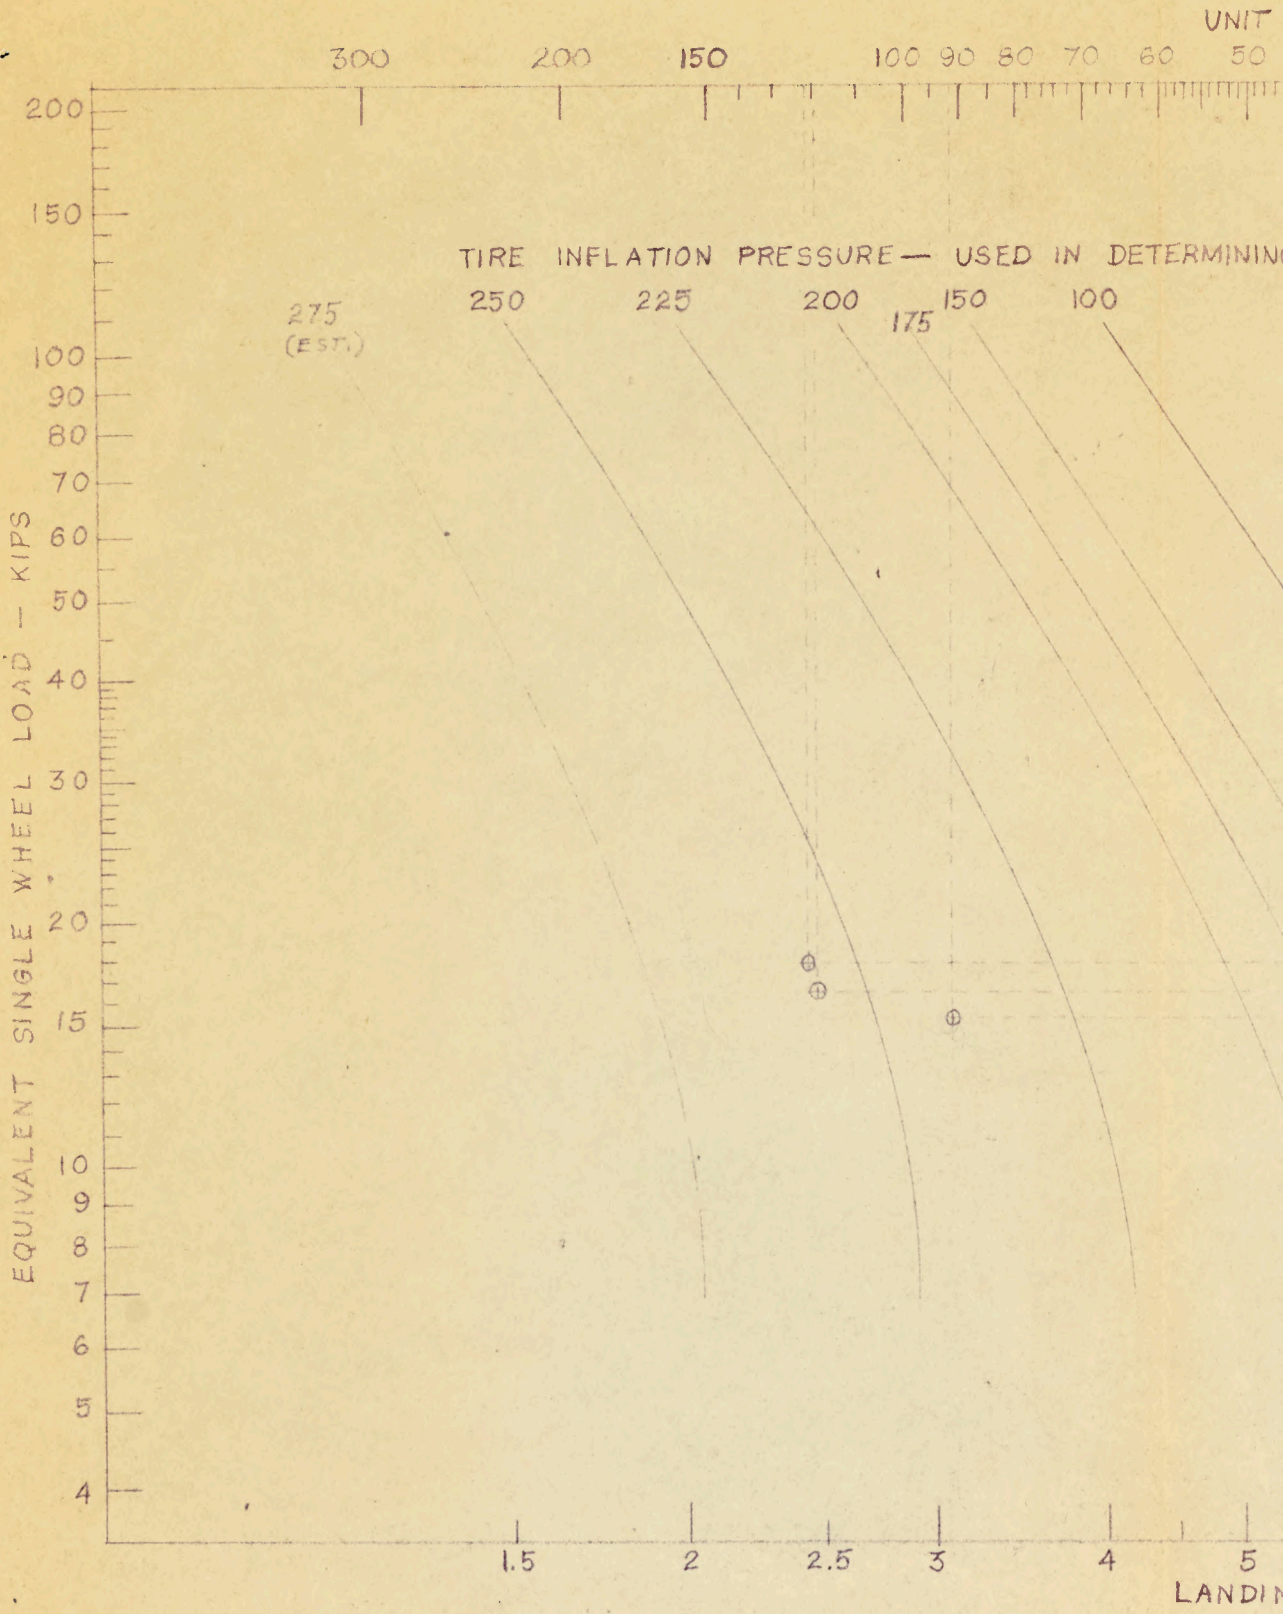 UNIT
300 200 150 100 90 80 70 60 50
TIRE INFLATION PRESSURE — USED IN DETERMINING
275 250 225 200 175 150 100
(EST.)
200
150
100
90
80
70
60
50
40
30
20
15
10
9
8
7
6
5
4
EQUIVALENT SINGLE WHEEL LOAD — KIPS
1.5 2 2.5 3 4 5
LANDIN